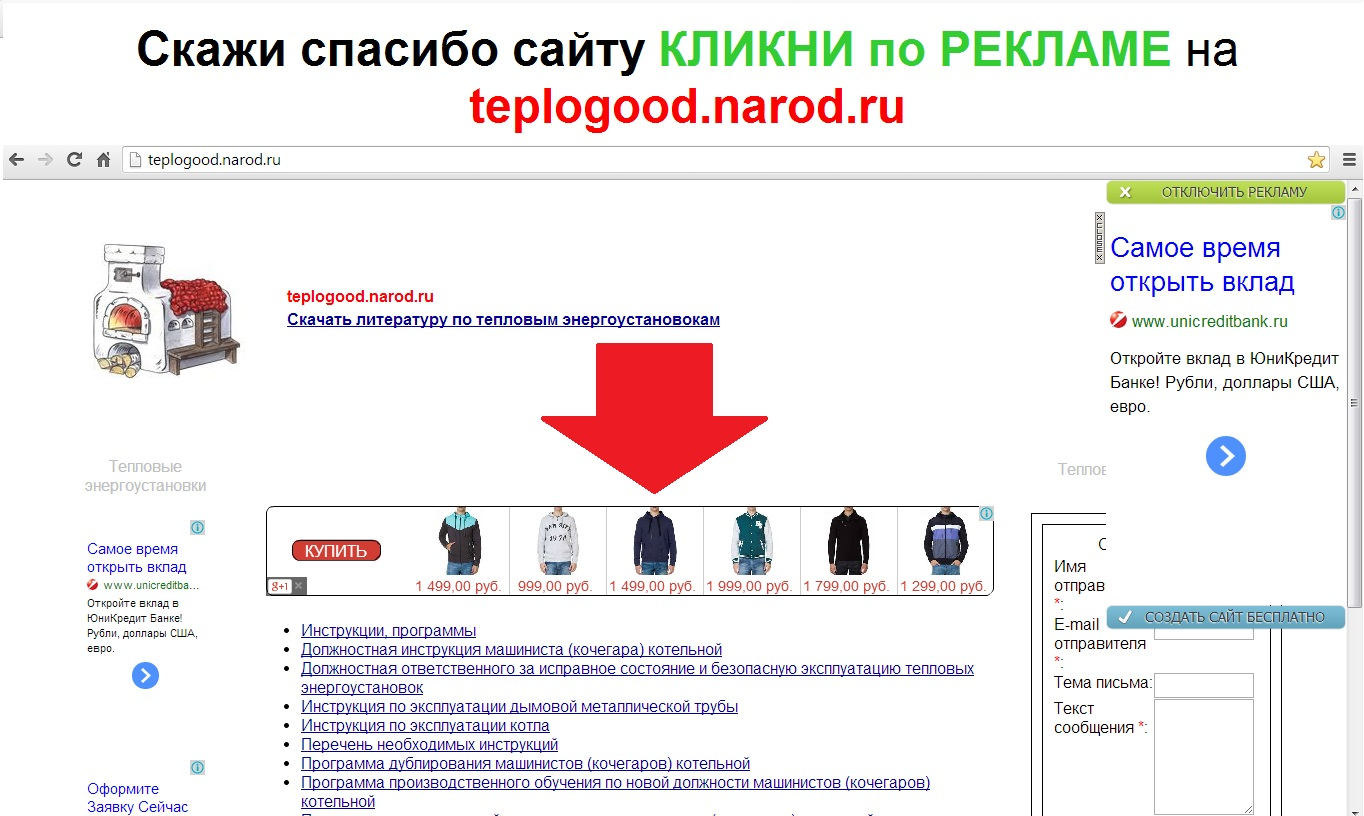 Скажи спасибо сайту КЛИКНИ по РЕКЛАМЕ на
teplogood.narod.ru
teplogood.narod.ru
ОТКЛЮЧИТЬ РЕКЛАМУ
Самое время
открыть вклад
www.unicreditbank.ru
Откройте вклад в ЮниКредит
Банке! Рубли, доллары США,
евро.
teplogood.narod.ru
Скачать литературу по тепловым энергоустановокам
Тепловые
энергоустановки
Теплов
Самое время
открыть вклад
www.unicreditba...
Откройте вклад в
ЮниКредит Банке!
Рубли, доллары США,
евро.
Оформите
Заявку Сейчас
КУПИТЬ
g+1
1 499,00 руб.
999,00 руб.
1 499,00 руб.
1 999,00 руб.
1 799,00 руб.
1 299,00 руб.
Инструкции, программы
Должностная инструкция машиниста (кочегара) котельной
Должностная ответственного за исправное состояние и безопасную эксплуатацию тепловых
энергоустановок
Инструкция по эксплуатации дымовой металлической трубы
Инструкция по эксплуатации котла
Перечень необходимых инструкций
Программа дублирования машинистов (кочегаров) котельной
Программа производственного обучения по новой должности машинистов (кочегаров)
котельной
Имя
отправ
*:
E-mail
отправителя
*:
СОЗДАТЬ САЙТ БЕСПЛАТНО
Тема письма:
Текст
сообщения *: